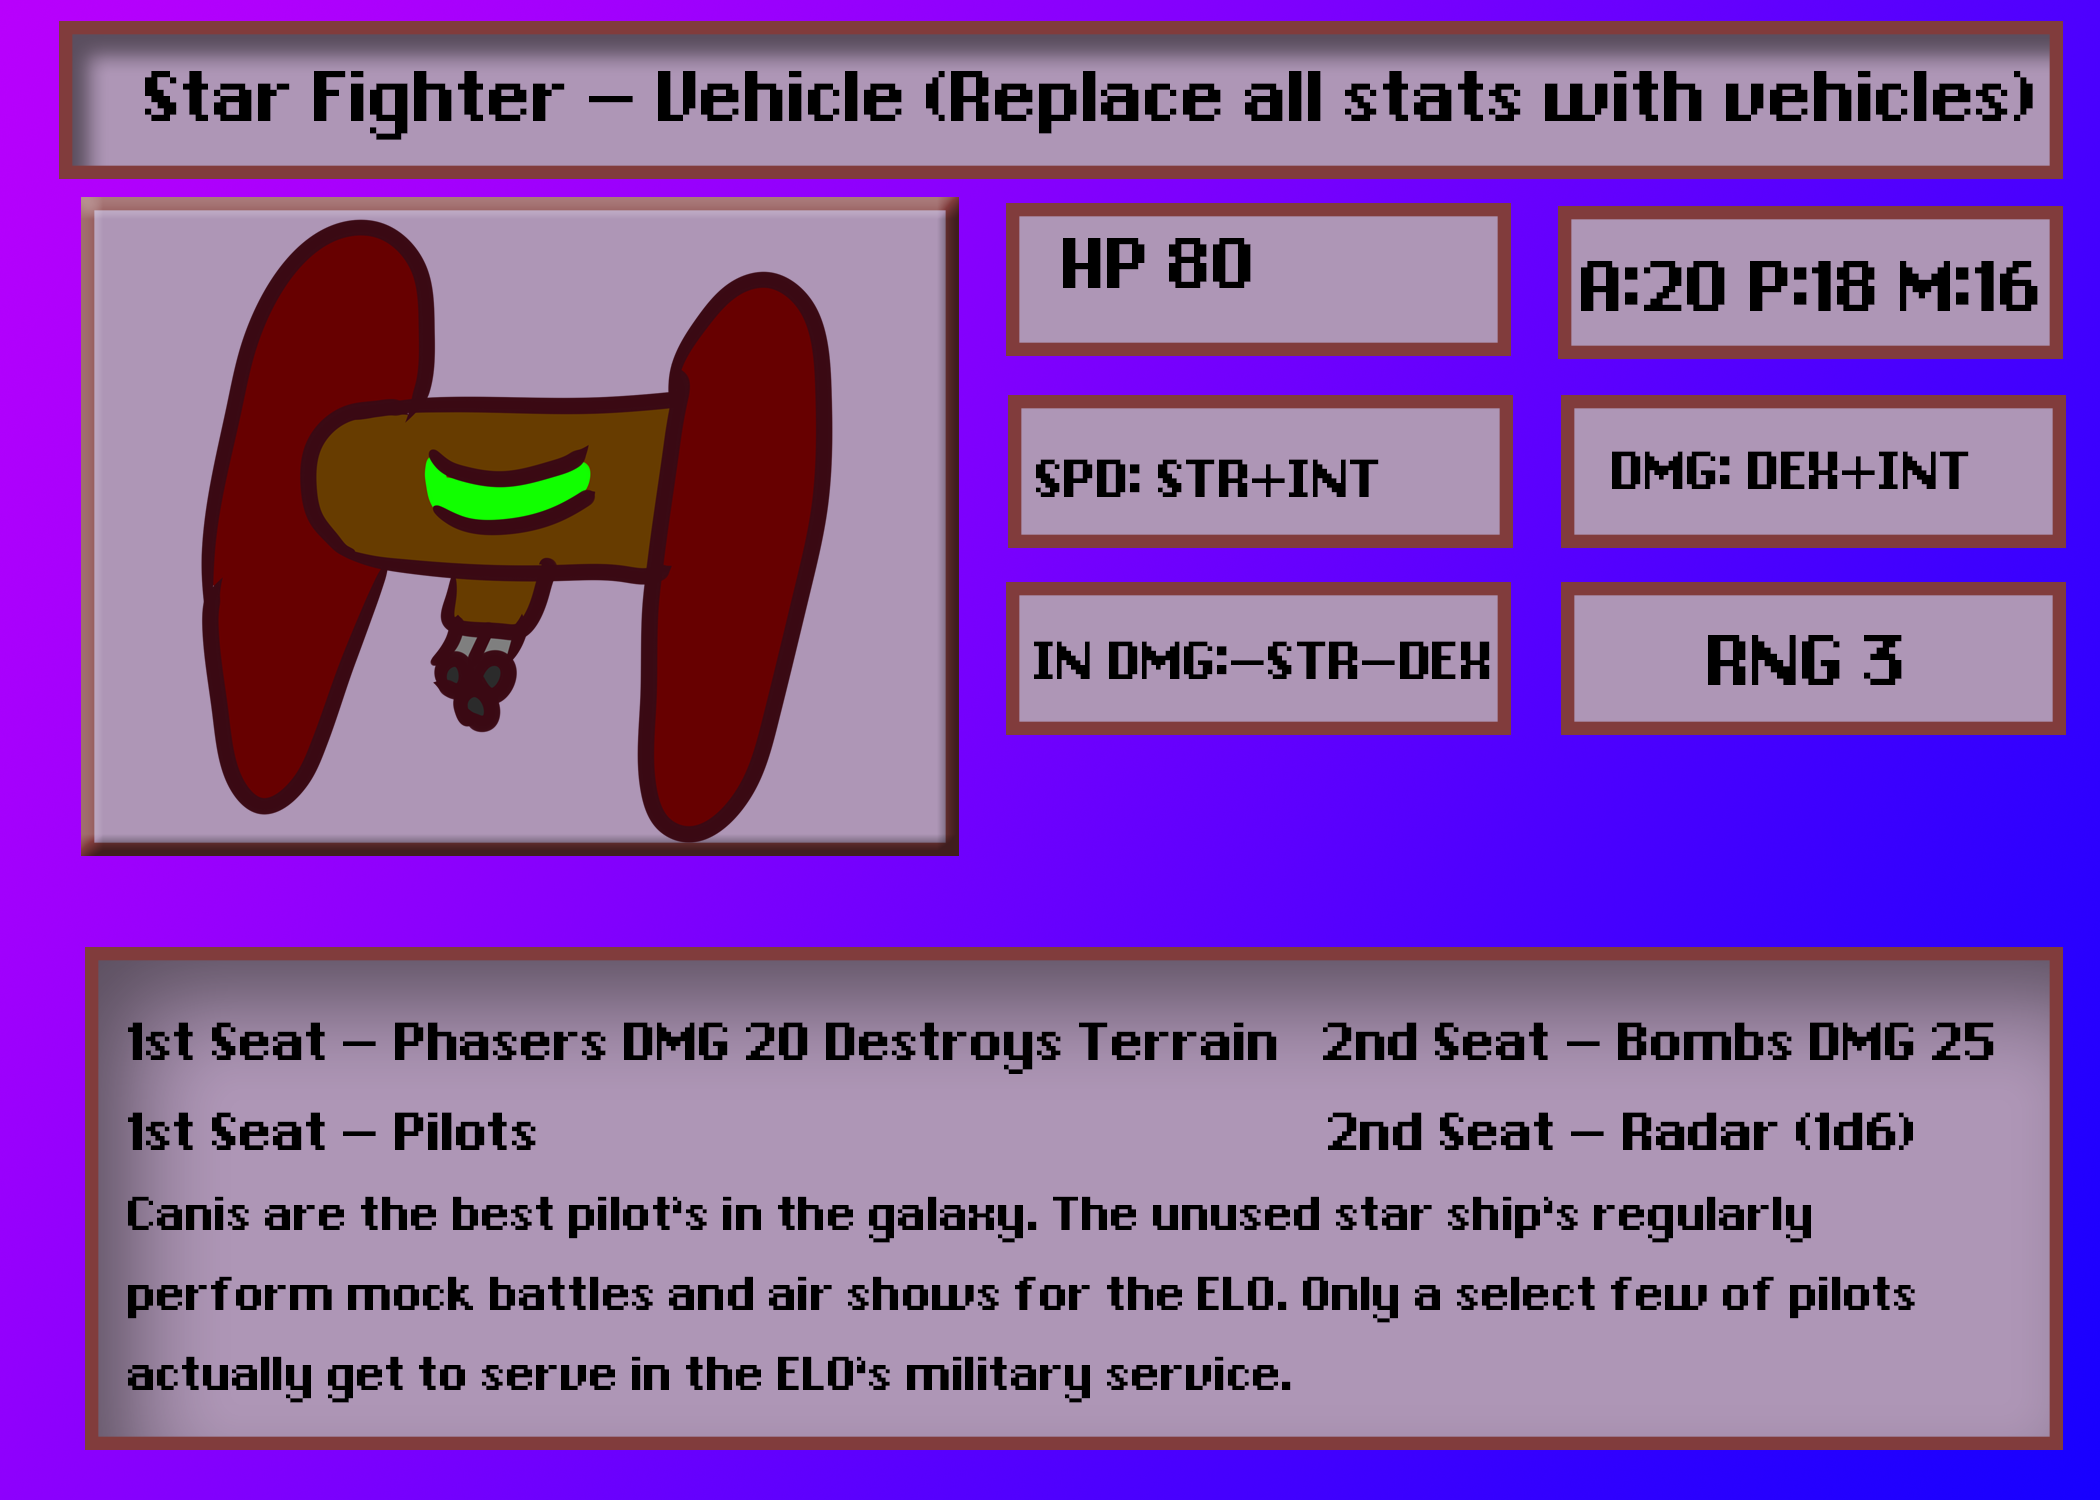 Star Fighter – Vehicle (Replace all stats with vehicles)
HP 80
A:20 P:18 M:16
SPD: STR+INT
DMG: DEX+INT
IN DMG:–STR–DEX
RNG 3
1st Seat – Phasers DMG 20 Destroys Terrain 2nd Seat – Bombs DMG 25
1st Seat – Pilots 2nd Seat – Radar (1d6)
Canis are the best pilot's in the galaxy. The unused star ship's regularly
perform mock battles and air shows for the ELO. Only a select few of pilots
actually get to serve in the ELO's military service.